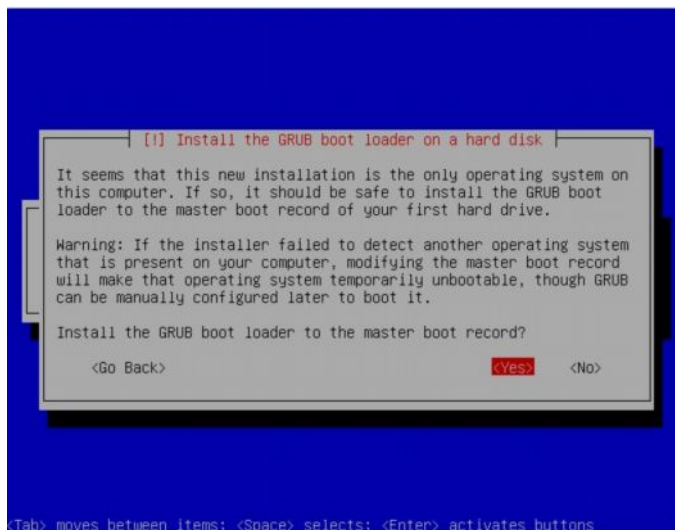 [!] Install the GRUB boot loader on a hard disk
It seems that this new installation is the only operating system on
this computer. If so, it should be safe to install the GRUB boot
loader to the master boot record of your first hard drive.
Warning: If the installer failed to detect another operating system
that is present on your computer, modifying the master boot record
will make that operating system temporarily unbootable, though GRUB
can be manually configured later to boot it.
Install the GRUB boot loader to the master boot record?
<Go Back> <Yes> <No>
<Tab> moves between items; <Space> selects; <Enter> activates buttons